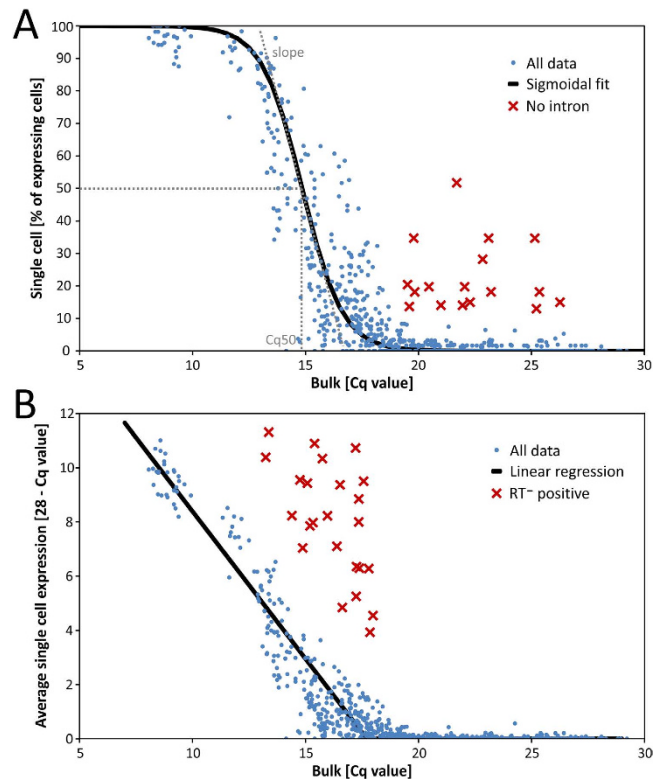 A
100
90
80
70
60
50
40
30
20
10
0
Single cell [% of expressing cells]
slope
All data
Sigmoidal fit
No intron
Cq50
5
10
15
20
25
30
Bulk [Cq value]
B
12
10
8
6
4
2
0
Average single cell expression [28 - Cq value]
All data
Linear regression
RT⁻ positive
5
10
15
20
25
30
Bulk [Cq value]